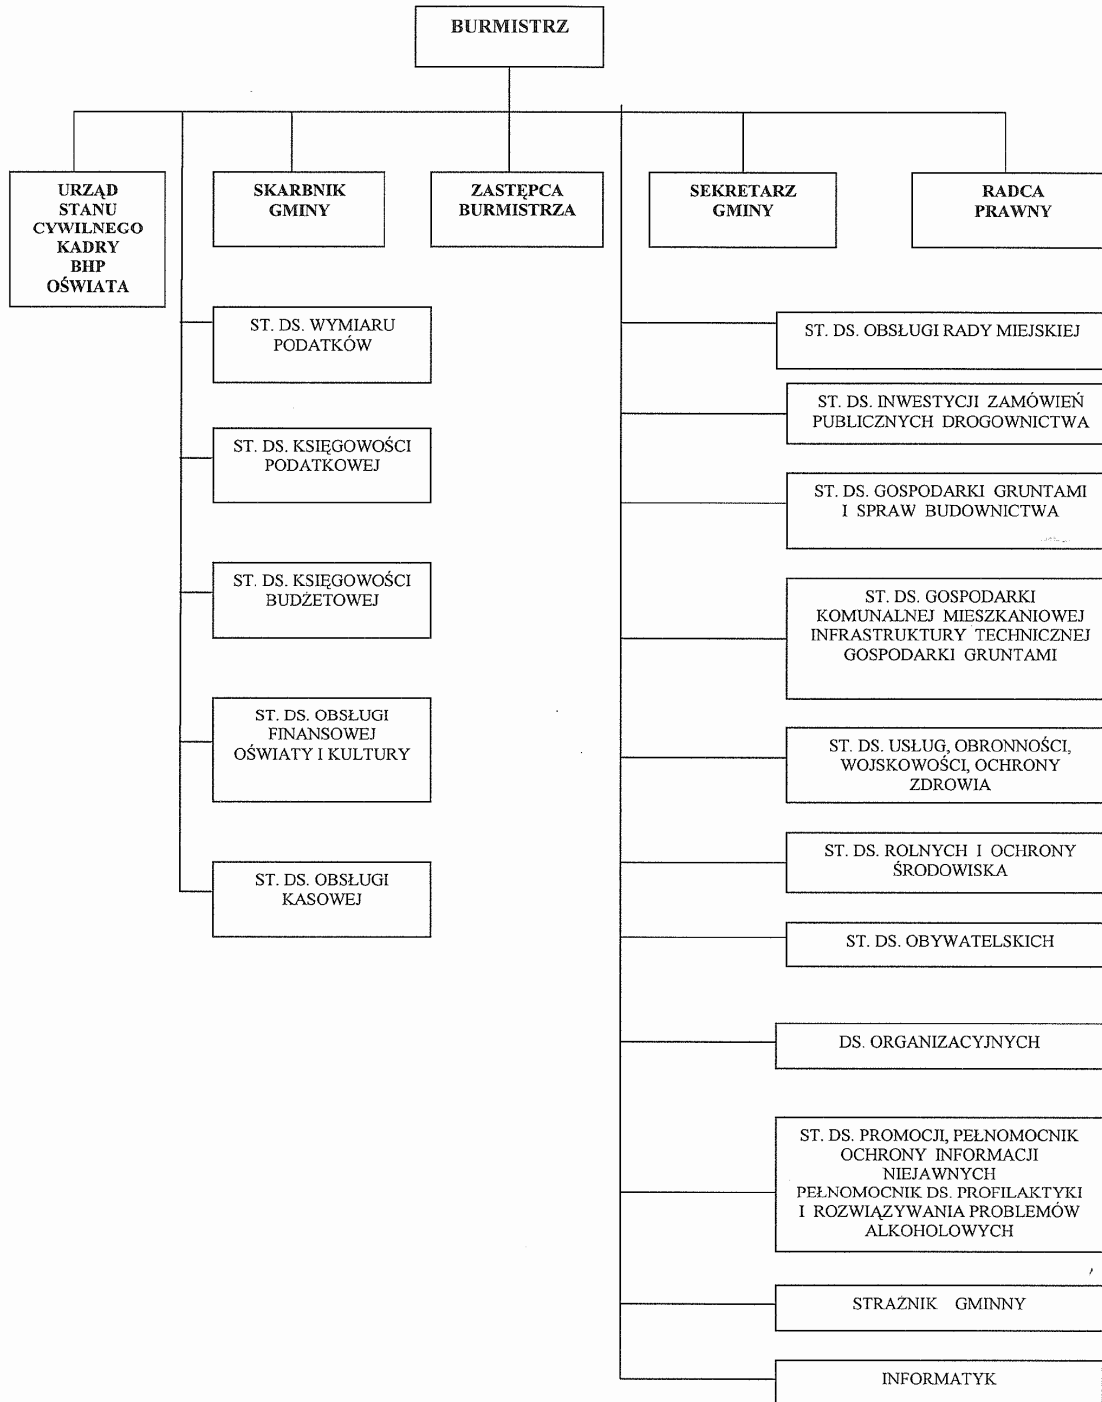 BURMISTRZ
URZĄD
STANU
CYWILNEGO
KADRY
BHP
OŚWIATA
SKARBNIK
GMINY
ZASTĘPCA
BURMISTRZA
SEKRETARZ
GMINY
RADCA
PRAWNY
ST. DS. WYMIARU
PODATKÓW
ST. DS. KSIĘGOWOŚCI
PODATKOWEJ
ST. DS. KSIĘGOWOŚCI
BUDŻETOWEJ
ST. DS. OBSŁUGI
FINANSOWEJ
OŚWIATY I KULTURY
ST. DS. OBSŁUGI
KASOWEJ
ST. DS. OBSŁUGI RADY MIEJSKIEJ
ST. DS. INWESTYCJI ZAMÓWIEŃ
PUBLICZNYCH DROGOWNICTWA
ST. DS. GOSPODARKI GRUNTAMI
I SPRAW BUDOWNICTWA
ST. DS. GOSPODARKI
KOMUNALNEJ MIESZKANIOWEJ
INFRASTRUKTURY TECHNICZNEJ
GOSPODARKI GRUNTAMI
ST. DS. USŁUG, OBRONNOŚCI,
WOJSKOWOŚCI, OCHRONY
ZDROWIA
ST. DS. ROLNYCH I OCHRONY
ŚRODOWISKA
ST. DS. OBYWATELSKICH
DS. ORGANIZACYJNYCH
ST. DS. PROMOCJI, PEŁNOMOCNIK
OCHRONY INFORMACJI
NIEJAWNYCH
PEŁNOMOCNIK DS. PROFILAKTYKI
I ROZWIĄZYWANIA PROBLEMÓW
ALKOHOLOWYCH
STRAŻNIK GMINNY
INFORMATYK